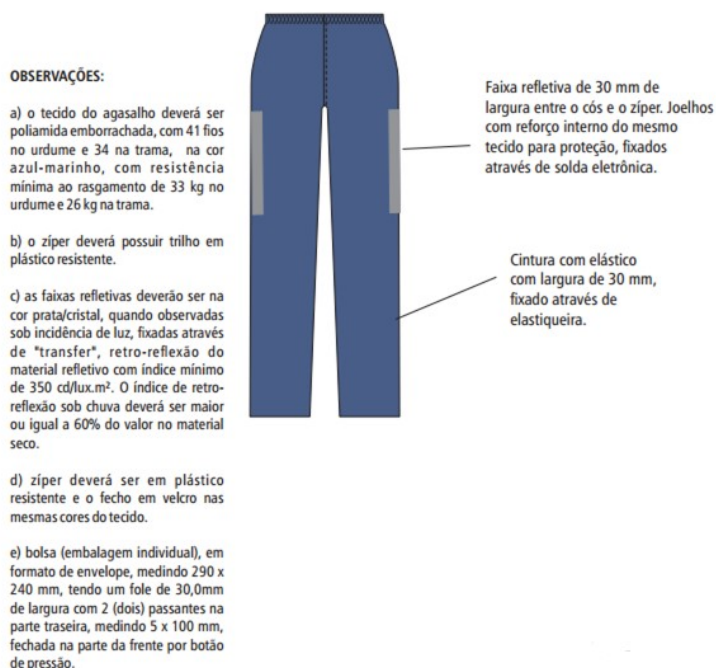 OBSERVAÇÕES:
a) o tecido do agasalho deverá ser
poliamida emborrachada, com 41 fios
no urdume e 34 na trama, na cor
azul-marinho, com resistência
mínima ao rasgamento de 33 kg no
urdume e 26 kg na trama.
b) o zíper deverá possuir trilho em
plástico resistente.
c) as faixas refletivas deverão ser na
cor prata/cristal, quando observadas
sob incidência de luz, fixadas através
de "transfer", retro-reflexão do
material refletivo com índice mínimo
de 350 cd/lux.m². O índice de retro-
reflexão sob chuva deverá ser maior
ou igual a 60% do valor no material
seco.
d) zíper deverá ser em plástico
resistente e o fecho em velcro nas
mesmas cores do tecido.
e) bolsa (embalagem individual), em
formato de envelope, medindo 290 x
240 mm, tendo um fole de 30,0mm
de largura com 2 (dois) passantes na
parte traseira, medindo 5 x 100 mm,
fechada na parte da frente por botão
de pressão.
Faixa refletiva de 30 mm de
largura entre o cós e o zíper. Joelhos
com reforço interno do mesmo
tecido para proteção, fixados
através de solda eletrônica.
Cintura com elástico
com largura de 30 mm,
fixado através de
elastiqueira.